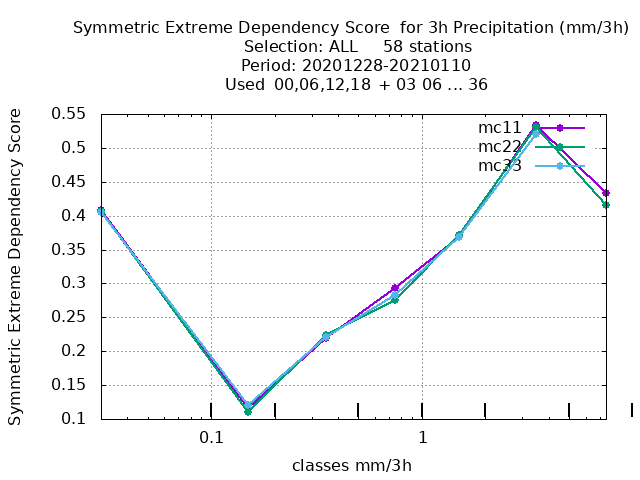 Symmetric Extreme Dependency Score  for 3h Precipitation (mm/3h)
Selection: ALL     58 stations
Period: 20201228-20210110
Used  00,06,12,18  + 03 06 ... 36
Symmetric Extreme Dependency Score
0.55
0.5
0.45
0.4
0.35
0.3
0.25
0.2
0.15
0.1
mc11
mc22
mc33
0.1
1
classes mm/3h